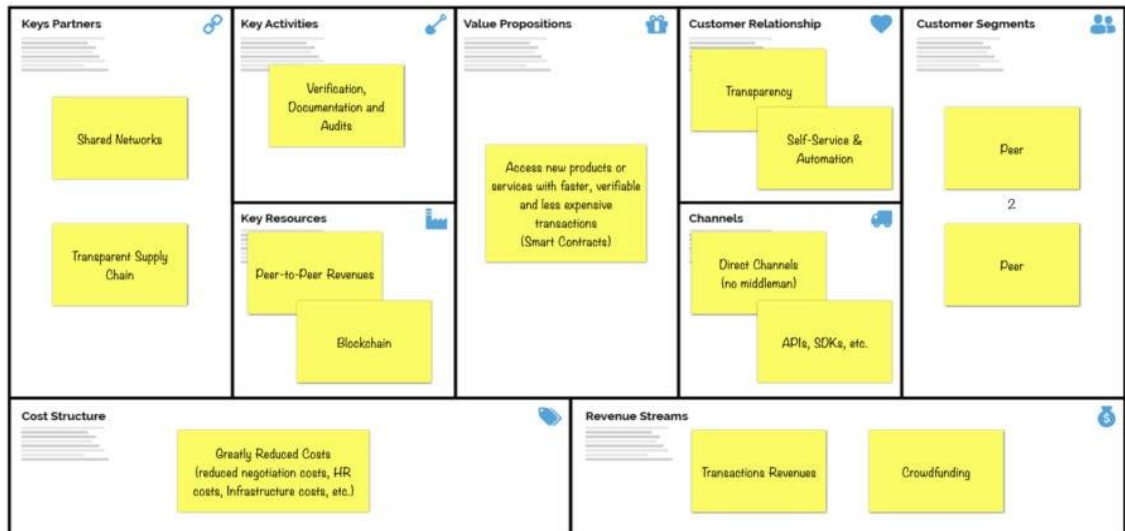 Keys Partners
Shared Networks
Transparent Supply
Chain
Key Activities
Verification,
Documentation and
Audits
Key Resources
Peer-to-Peer Revenues
Blockchain
Value Propositions
Access new products or
services with faster, verifiable
and less expensive
transactions
(Smart Contracts)
Customer Relationship
Transparency
Self-Service &
Automation
Channels
Direct Channels
(no middleman)
APIs, SDKs, etc.
Customer Segments
Peer
2
Peer
Cost Structure
Greatly Reduced Costs
(reduced negotiation costs, HR
costs, Infrastructure costs, etc.)
Revenue Streams
Transactions Revenues
Crowdfunding
$